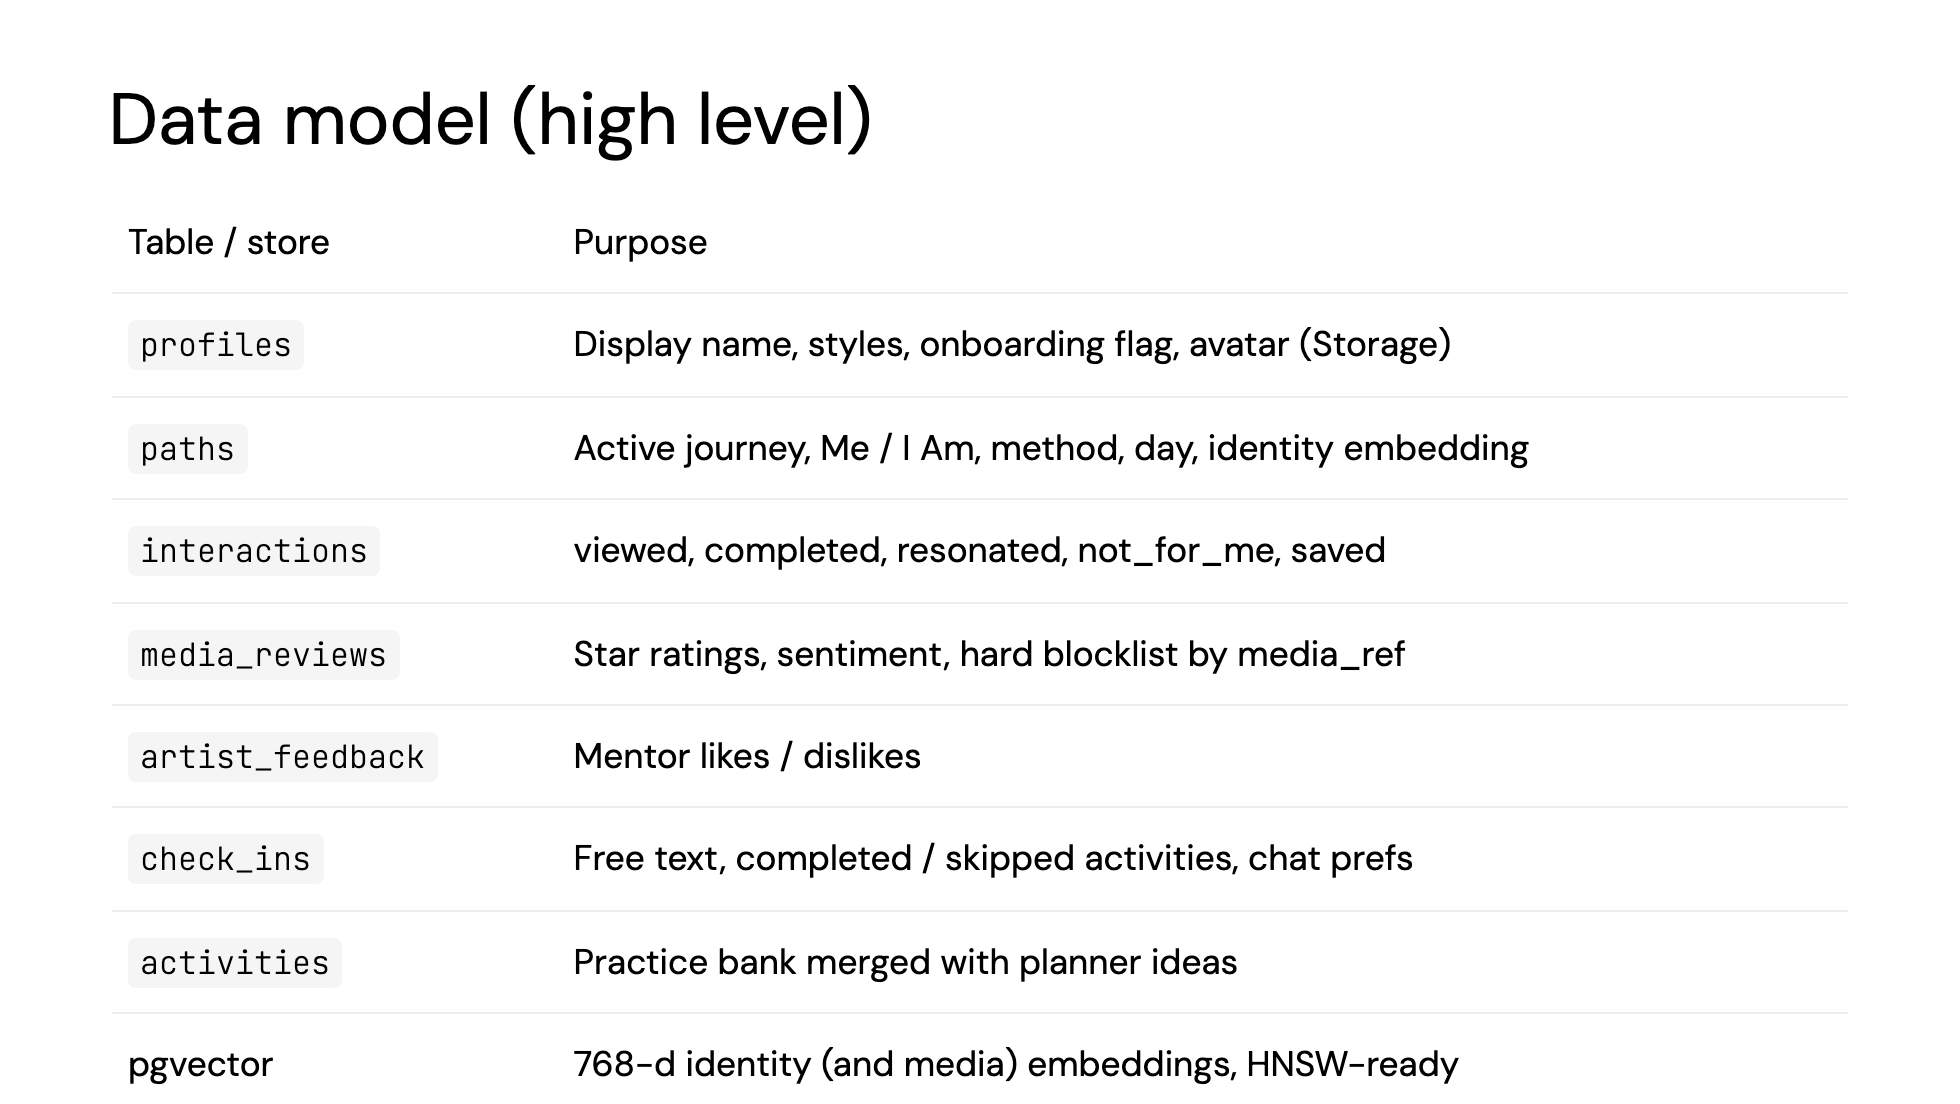 Data model (high level)
Table / store Purpose
profiles Display name, styles, onboarding flag, avatar (Storage)
paths Active journey, Me / I Am, method, day, identity embedding
interactions viewed, completed, resonated, not_for_me, saved
media_reviews Star ratings, sentiment, hard blocklist by media_ref
artist_feedback Mentor likes / dislikes
check_ins Free text, completed / skipped activities, chat prefs
activities Practice bank merged with planner ideas
pgvector 768-d identity (and media) embeddings, HNSW-ready